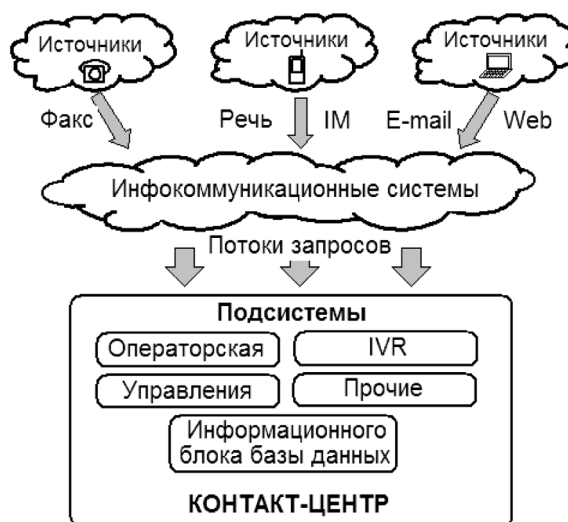 Источники
Источники
Источники
Факс
Речь
IM
E-mail
Web
Инфокоммуникационные системы
Потоки запросов
Подсистемы
Операторская
IVR
Управления
Прочие
Информационного
блока базы данных
КОНТАКТ-ЦЕНТР